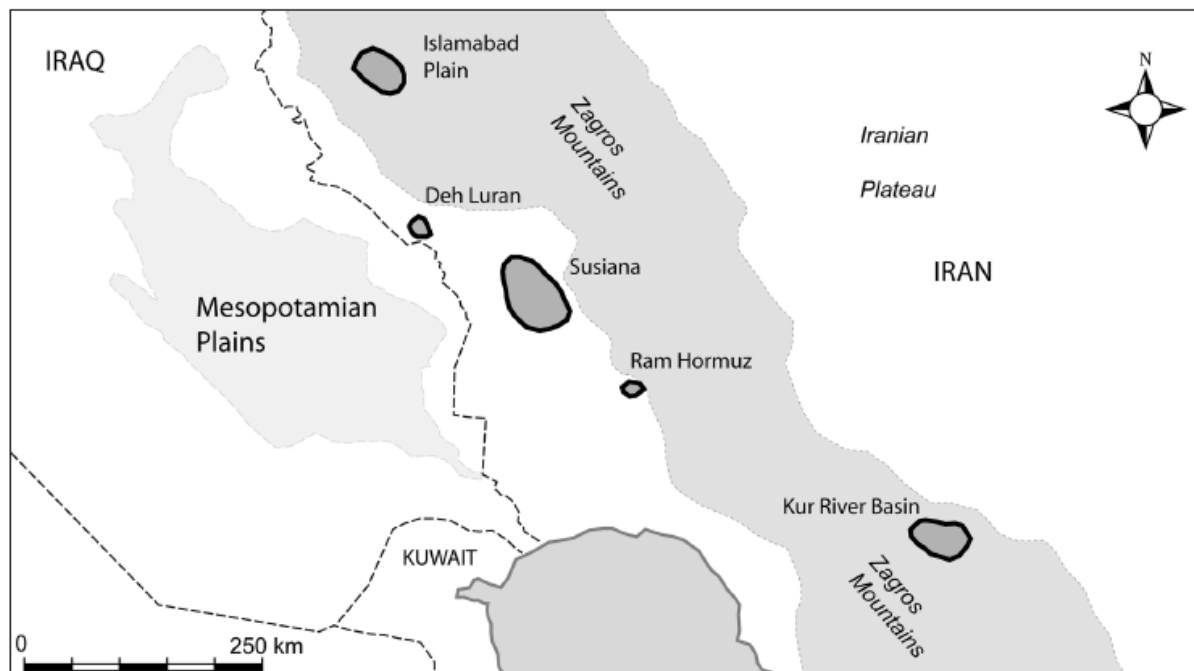 IRAQ
Islamabad
Plain
N
Zagros
Mountains
Iranian
Plateau
Deh Luran
Susiana
IRAN
Mesopotamian
Plains
Ram Hormuz
Kur River Basin
KUWAIT
Zagros
Mountains
0
250 km